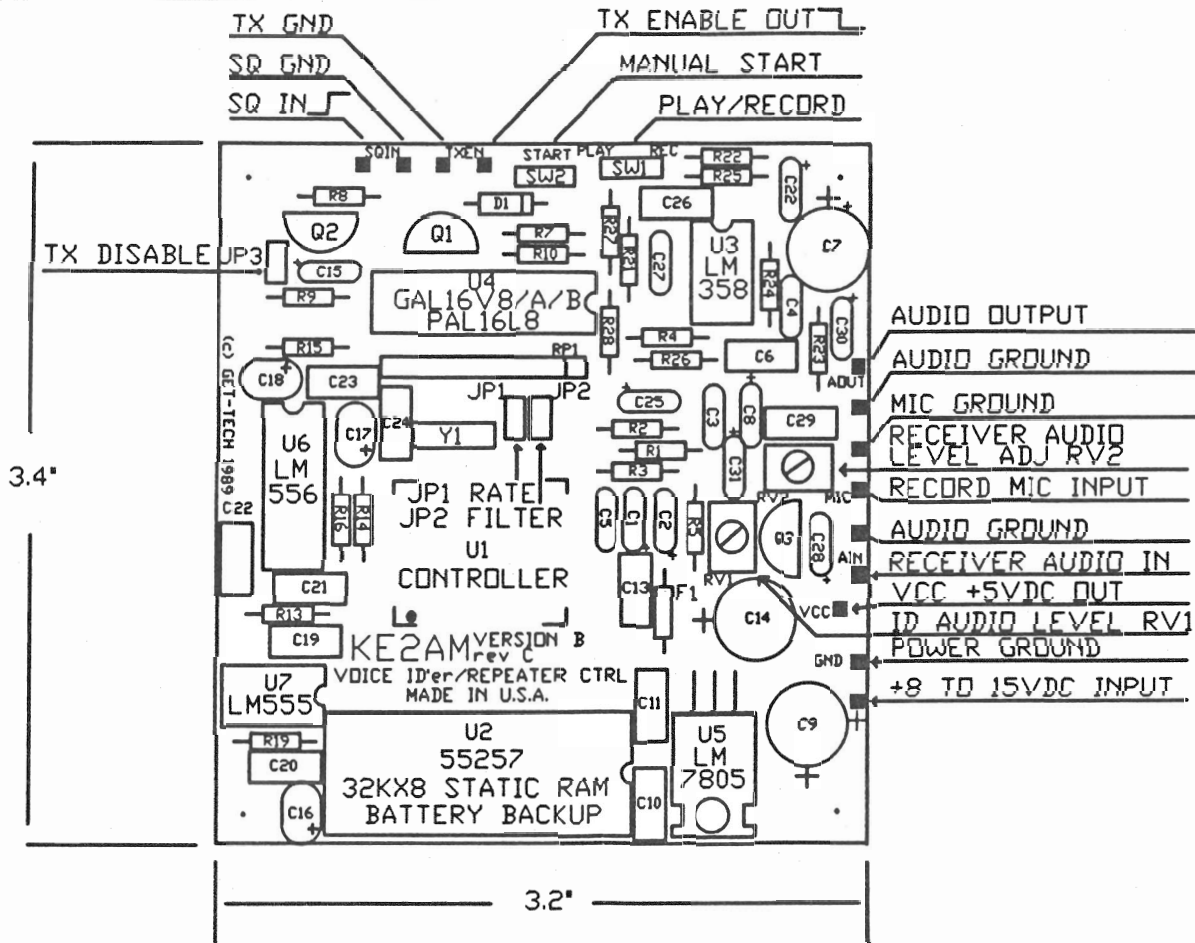 TX GND
TX ENABLE OUT
SQ GND
MANUAL START
SQ IN
PLAY/RECORD
SQIN
TXEN
START
PLAY
REC
SW2
SW1
R22
R25
C22
R8
D1
C26
Q2
Q1
R7
R10
R27
R21
C27
U3
LM
358
C7
TX DISABLE
JP3
C15
R9
U4
GAL16V8/A/B
PAL16L8
R24
C4
C30
R28
R4
R26
C6
R23
AUDIO OUTPUT
R15
RP1
AOUT
(c) GET-TECH 1989
C18
C23
JP1
JP2
AUDIO GROUND
C24
Y1
C25
C3
C8
C29
MIC GROUND
U6
LM
556
C17
R2
R1
R3
C31
RV2
MIC
RECEIVER AUDIO
LEVEL ADJ RV2
3.4"
RECORD MIC INPUT
C22
R16
R14
JP1 RATE
JP2 FILTER
C5
C1
C2
R5
RV1
Q3
C28
AIN
AUDIO GROUND
U1
CONTROLLER
RECEIVER AUDIO IN
C21
C13
F1
C14
VCC
VCC +5VDC OUT
R13
ID AUDIO LEVEL RV1
C19
KE2AM
VERSION B
rev C
GND
POWER GROUND
VOICE ID'er/REPEATER CTRL
MADE IN U.S.A.
+8 TO 15VDC INPUT
U7
LM555
C11
C9
R19
C20
U2
55257
32KX8 STATIC RAM
BATTERY BACKUP
U5
LM
7805
C16
C10
3.2"